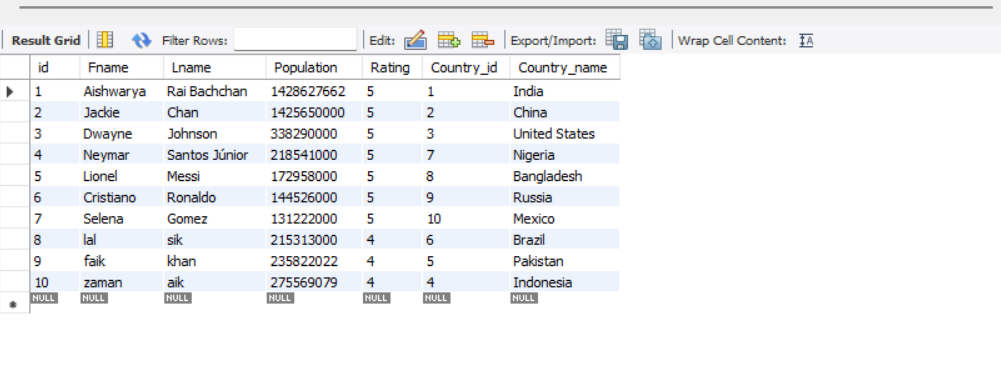 Result Grid Filter Rows: Edit: Export/Import: Wrap Cell Content: IA
id Fname Lname Population Rating Country_id Country_name
1 Aishwarya Rai Bachchan 1428627662 5 1 India
2 Jackie Chan 1425650000 5 2 China
3 Dwayne Johnson 338290000 5 3 United States
4 Neymar Santos Júnior 218541000 5 7 Nigeria
5 Lionel Messi 172958000 5 8 Bangladesh
6 Cristiano Ronaldo 144526000 5 9 Russia
7 Selena Gomez 131222000 5 10 Mexico
8 lal sik 215313000 4 6 Brazil
9 faik khan 235822022 4 5 Pakistan
10 zaman aik 275569079 4 4 Indonesia
NULL NULL NULL NULL NULL NULL NULL